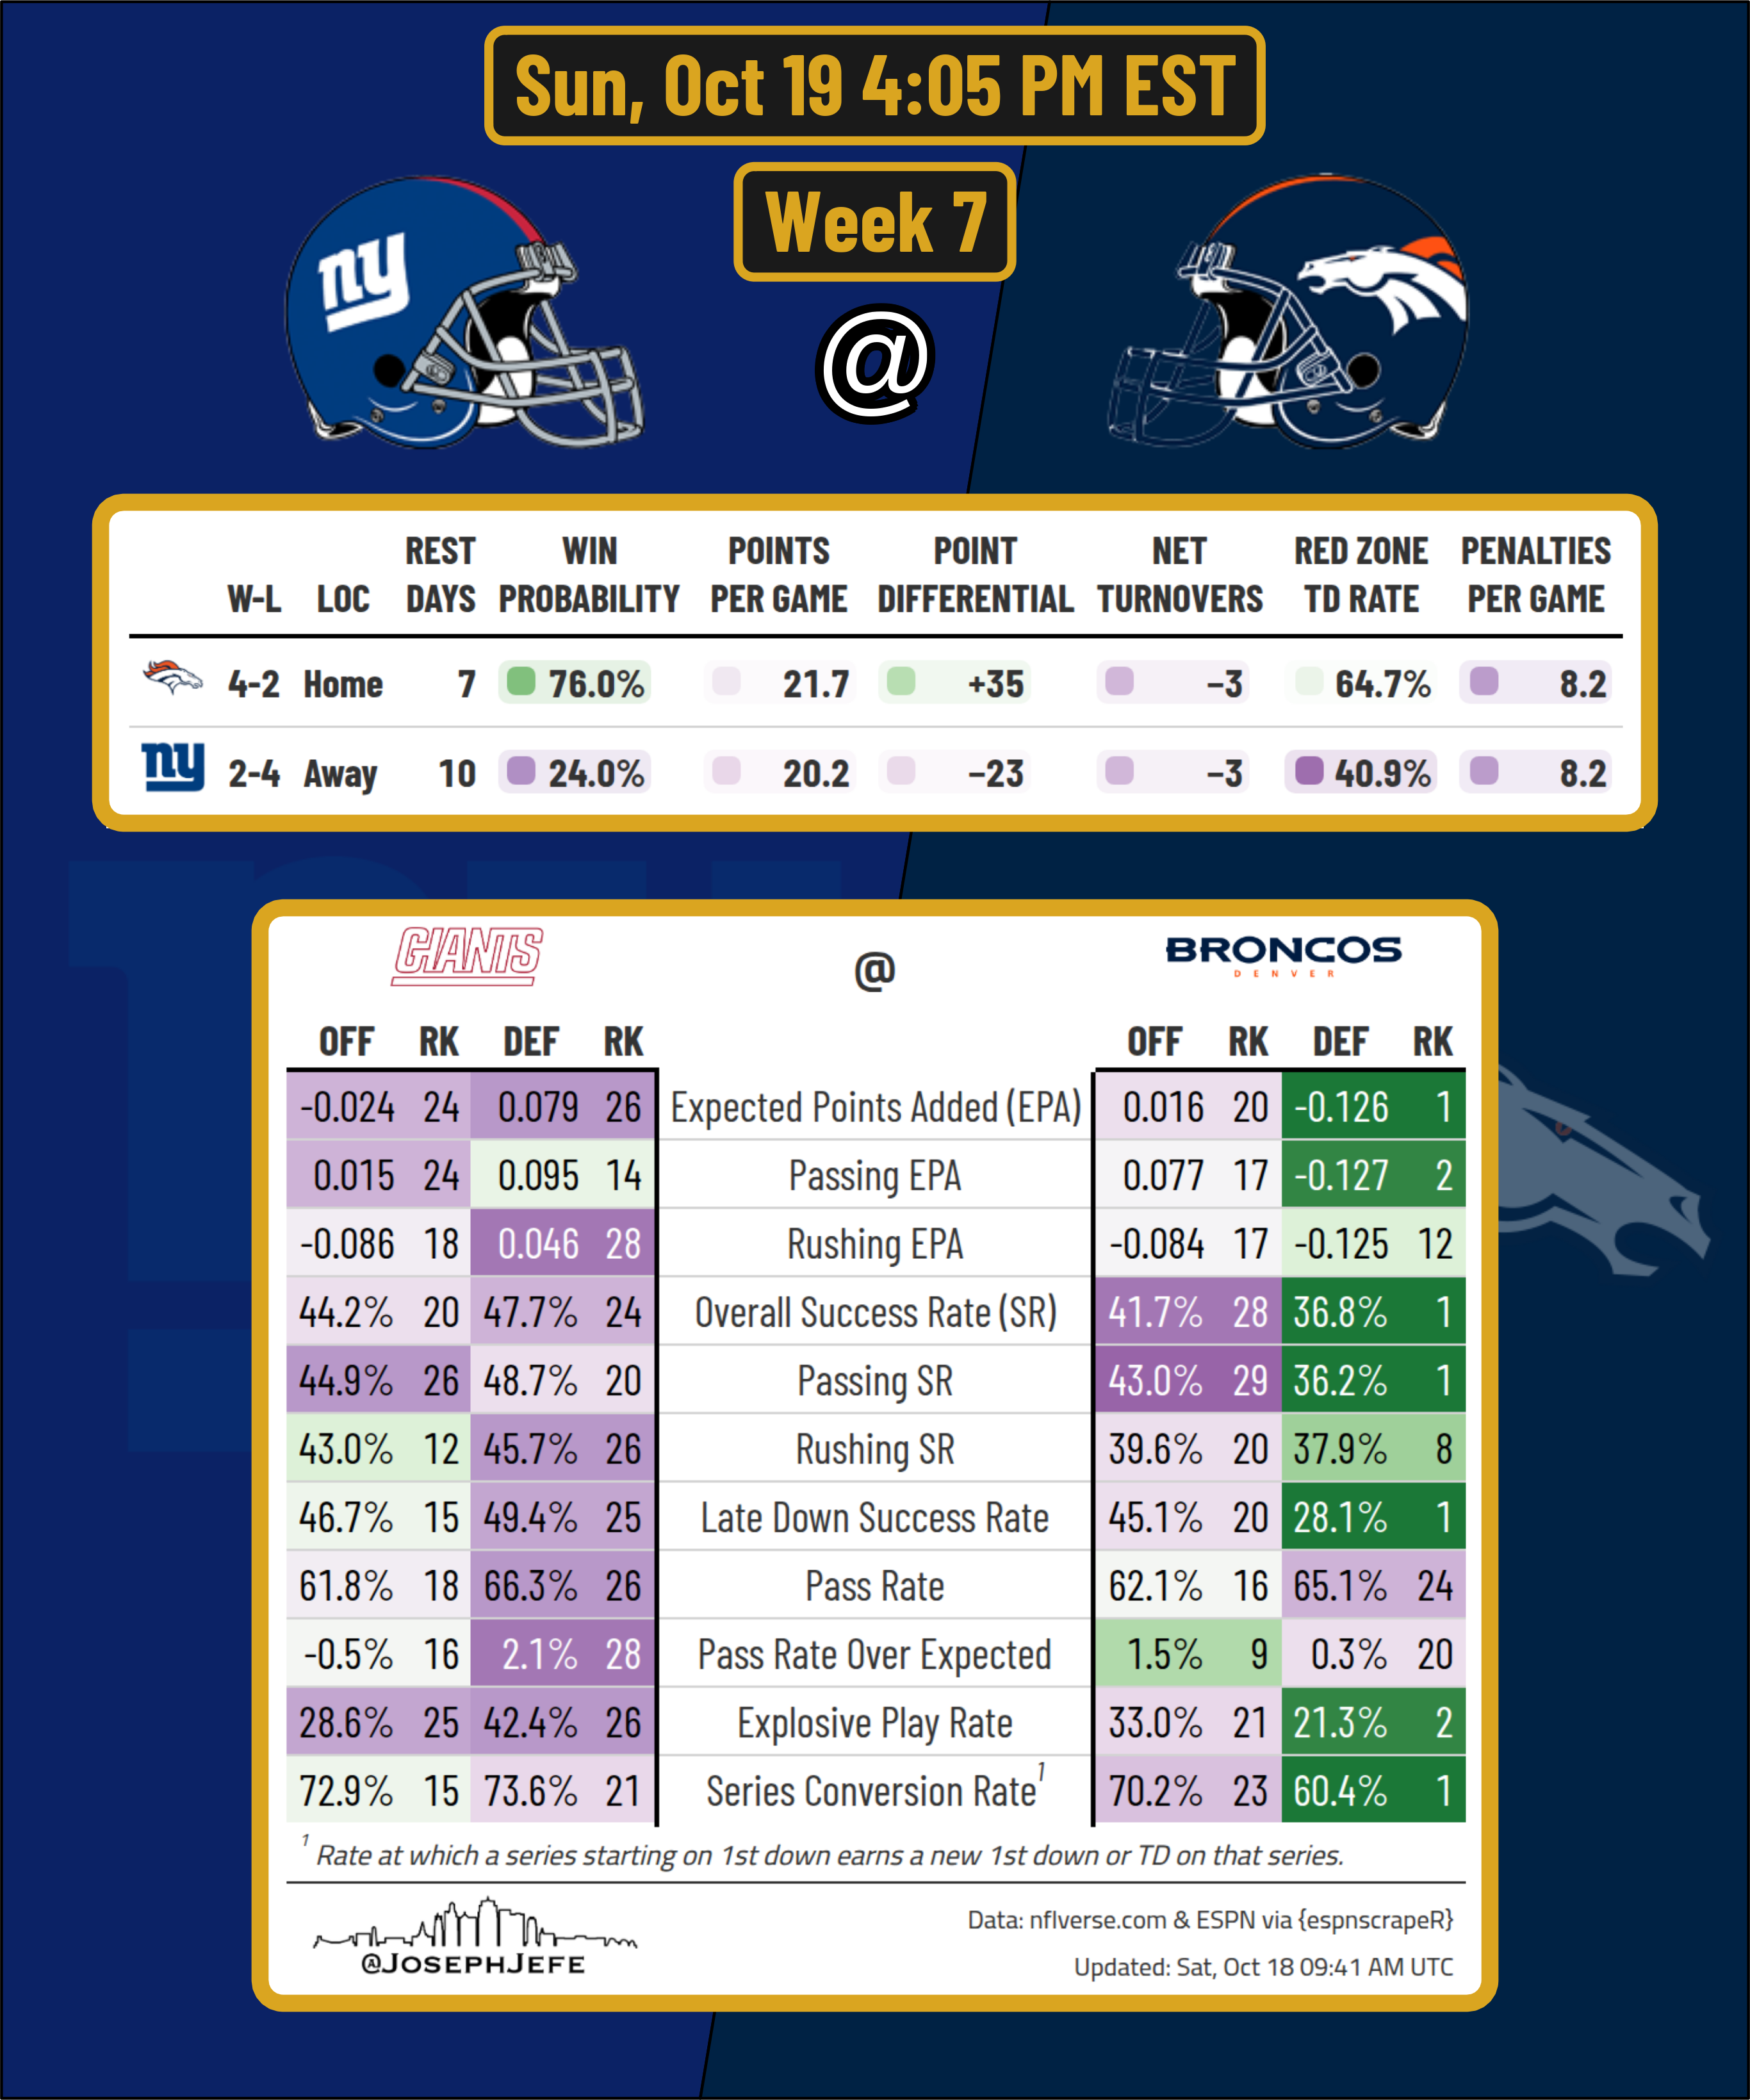 Sun, Oct 19 4:05 PM EST
Week 7
ny
@
REST WIN POINTS POINT NET RED ZONE PENALTIES
W-L LOC DAYS PROBABILITY PER GAME DIFFERENTIAL TURNOVERS TD RATE PER GAME
4-2 Home 7 76.0% 21.7 +35 −3 64.7% 8.2
ny 2-4 Away 10 24.0% 20.2 −23 −3 40.9% 8.2
GIANTS @ BRONCOS
DENVER
OFF RK DEF RK OFF RK DEF RK
-0.024 24 0.079 26 Expected Points Added (EPA) 0.016 20 -0.126 1
0.015 24 0.095 14 Passing EPA 0.077 17 -0.127 2
-0.086 18 0.046 28 Rushing EPA -0.084 17 -0.125 12
44.2% 20 47.7% 24 Overall Success Rate (SR) 41.7% 28 36.8% 1
44.9% 26 48.7% 20 Passing SR 43.0% 29 36.2% 1
43.0% 12 45.7% 26 Rushing SR 39.6% 20 37.9% 8
46.7% 15 49.4% 25 Late Down Success Rate 45.1% 20 28.1% 1
61.8% 18 66.3% 26 Pass Rate 62.1% 16 65.1% 24
-0.5% 16 2.1% 28 Pass Rate Over Expected 1.5% 9 0.3% 20
28.6% 25 42.4% 26 Explosive Play Rate 33.0% 21 21.3% 2
72.9% 15 73.6% 21 Series Conversion Rate¹ 70.2% 23 60.4% 1
¹ Rate at which a series starting on 1st down earns a new 1st down or TD on that series.
@JOSEPHJEFE
Data: nflverse.com & ESPN via {espnscrapeR}
Updated: Sat, Oct 18 09:41 AM UTC